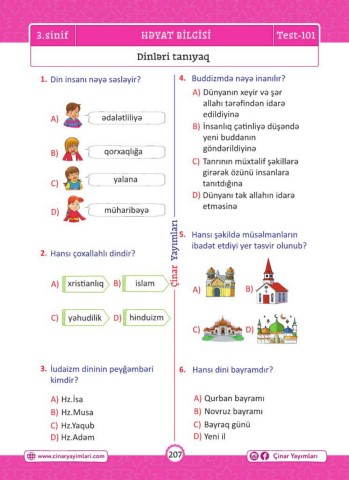 3.sinif
HƏYAT BİLGİSİ
Test-101
Dinləri tanıyaq
1. Din insanı nəyə səsləyir?
A) ədalətliliyə
B) qorxaqlığa
C) yalana
D) müharibəyə
2. Hansı çoxallahlı dindir?
A) xristianlıq B) islam
C) yəhudilik D) hinduizm
3. İudaizm dininin peyğəmbəri
kimdir?
A) Hz.İsa
B) Hz.Musa
C) Hz.Yaqub
D) Hz.Adəm
Çinar Yayımları
4. Buddizmdə nəyə inanılır?
A) Dünyanın xeyir və şər
allahı tərəfindən idarə
edildiyinə
B) İnsanlıq çətinliyə düşəndə
yeni buddanın
göndərildiyinə
C) Tanrının müxtəlif şəkillərə
girərək özünü insanlara
tanıtdığına
D) Dünyanı tək allahın idarə
etməsinə
5. Hansı şəkildə müsəlmanların
ibadət etdiyi yer təsvir olunub?
A) B)
C) D)
6. Hansı dini bayramdır?
A) Qurban bayramı
B) Novruz bayramı
C) Bayraq günü
D) Yeni il
www.cinaryayimlari.com
207
Çinar Yayımları